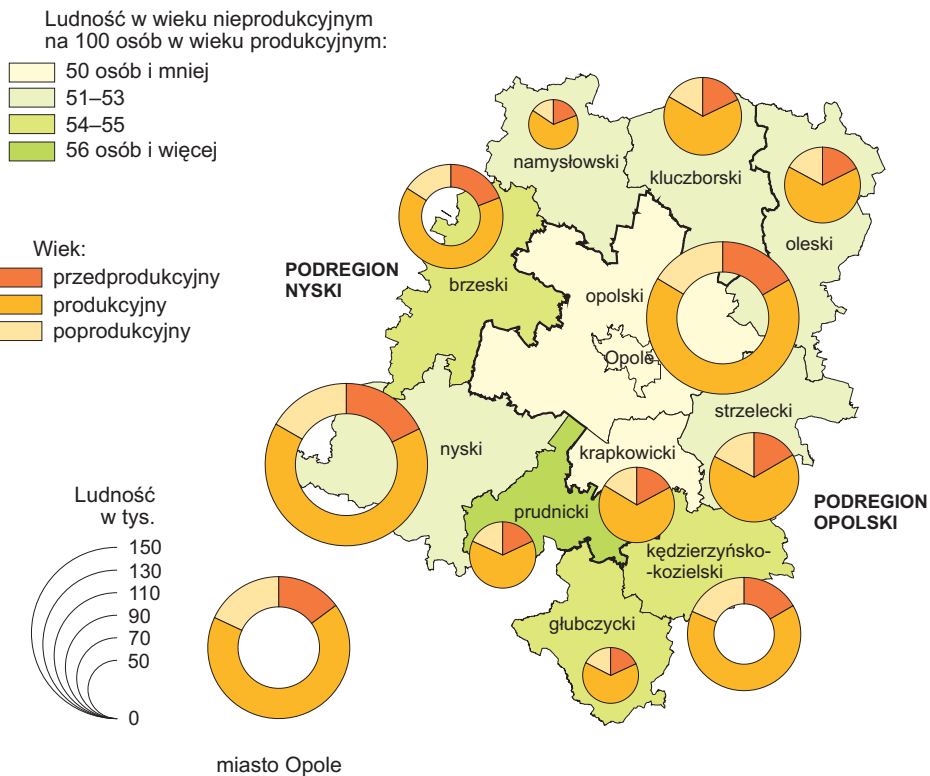 Ludność w wieku nieprodukcyjnym
na 100 osób w wieku produkcyjnym:
50 osób i mniej
51–53
54–55
56 osób i więcej
Wiek:
przedprodukcyjny
produkcyjny
poprodukcyjny
namysłowski
kluczborski
oleski
PODREGION
NYSKI
brzeski
opolski
Opole
strzelecki
nyski
krapkowicki
prudnicki
PODREGION
OPOLSKI
kędzierzyńsko-
-kozielski
głubczycki
Ludność
w tys.
150
130
110
90
70
50
0
miasto Opole